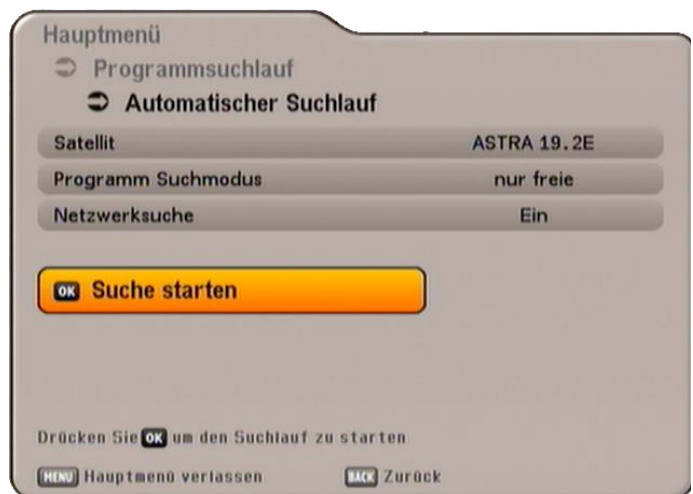 Hauptmenü
Programmsuchlauf
Automatischer Suchlauf
Satellit ASTRA 19.2E
Programm Suchmodus nur freie
Netzwerksuche Ein
OK Suche starten
Drücken Sie OK um den Suchlauf zu starten
MENU Hauptmenü verlassen BACK Zurück